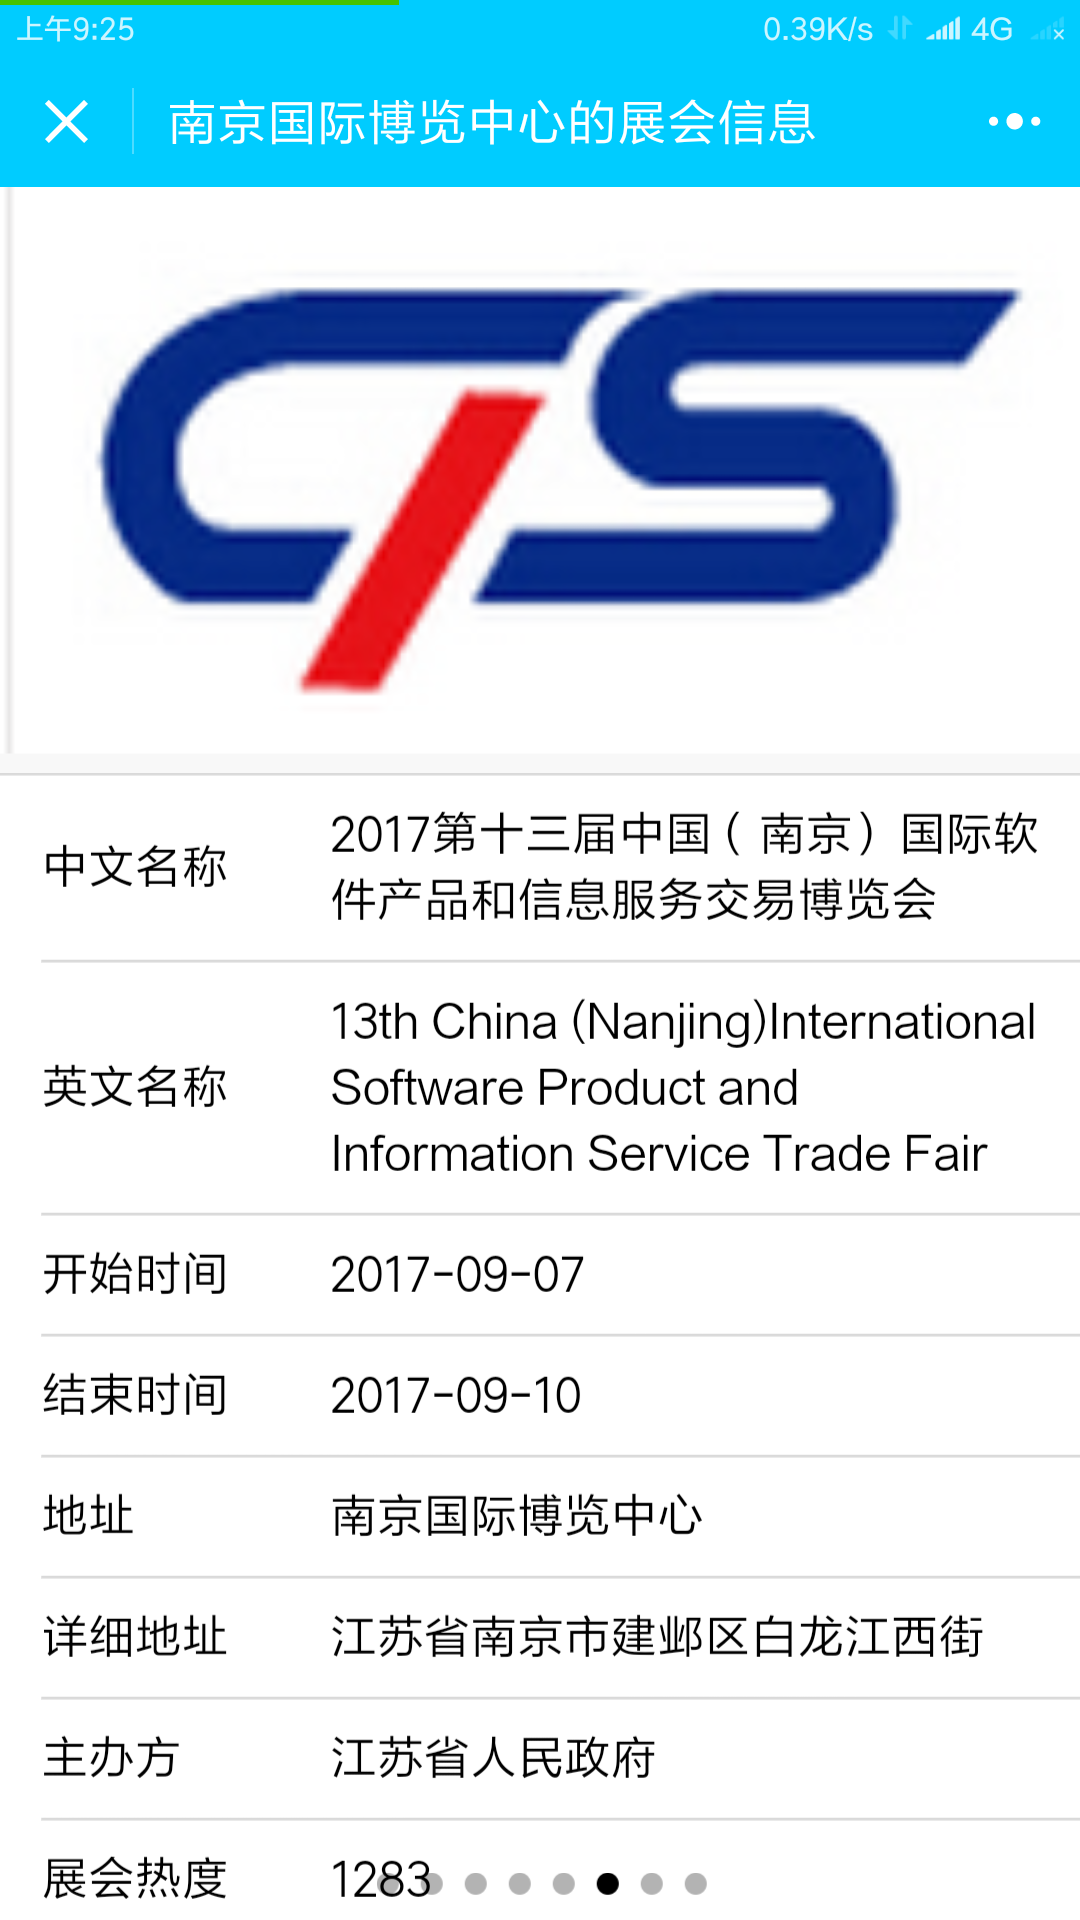 上午9:25
0.39K/s 4G
南京国际博览中心的展会信息
CIS
中文名称
2017第十三届中国（南京）国际软
件产品和信息服务交易博览会
英文名称
13th China (Nanjing)International
Software Product and
Information Service Trade Fair
开始时间
2017-09-07
结束时间
2017-09-10
地址
南京国际博览中心
详细地址
江苏省南京市建邺区白龙江西街
主办方
江苏省人民政府
展会热度
1283